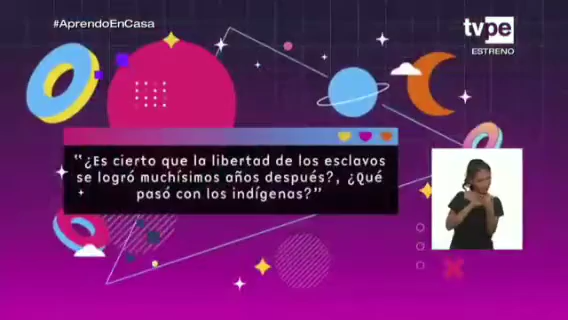 #AprendoEnCasa
tvpe
ESTRENO
"¿Es cierto que la libertad de los esclavos
se logró muchísimos años después?, ¿Qué
pasó con los indígenas?"